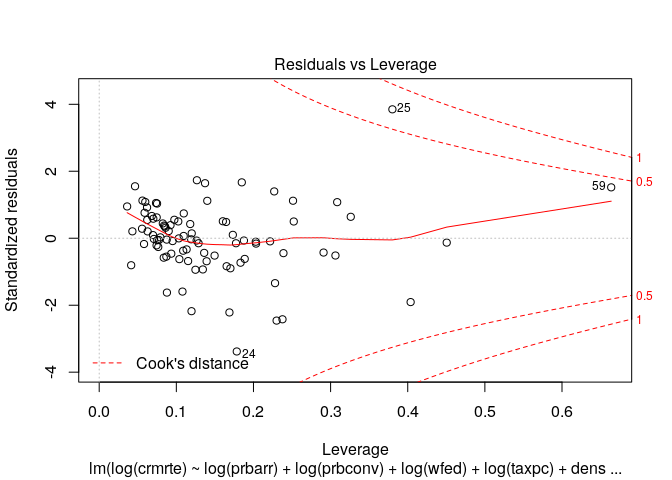 Residuals vs Leverage
Standardized residuals
4
2
0
-2
-4
25
59
24
1
0.5
0.5
1
Cook's distance
0.0 0.1 0.2 0.3 0.4 0.5 0.6
Leverage
lm(log(crmrte) ~ log(prbarr) + log(prbconv) + log(wfed) + log(taxpc) + dens ...